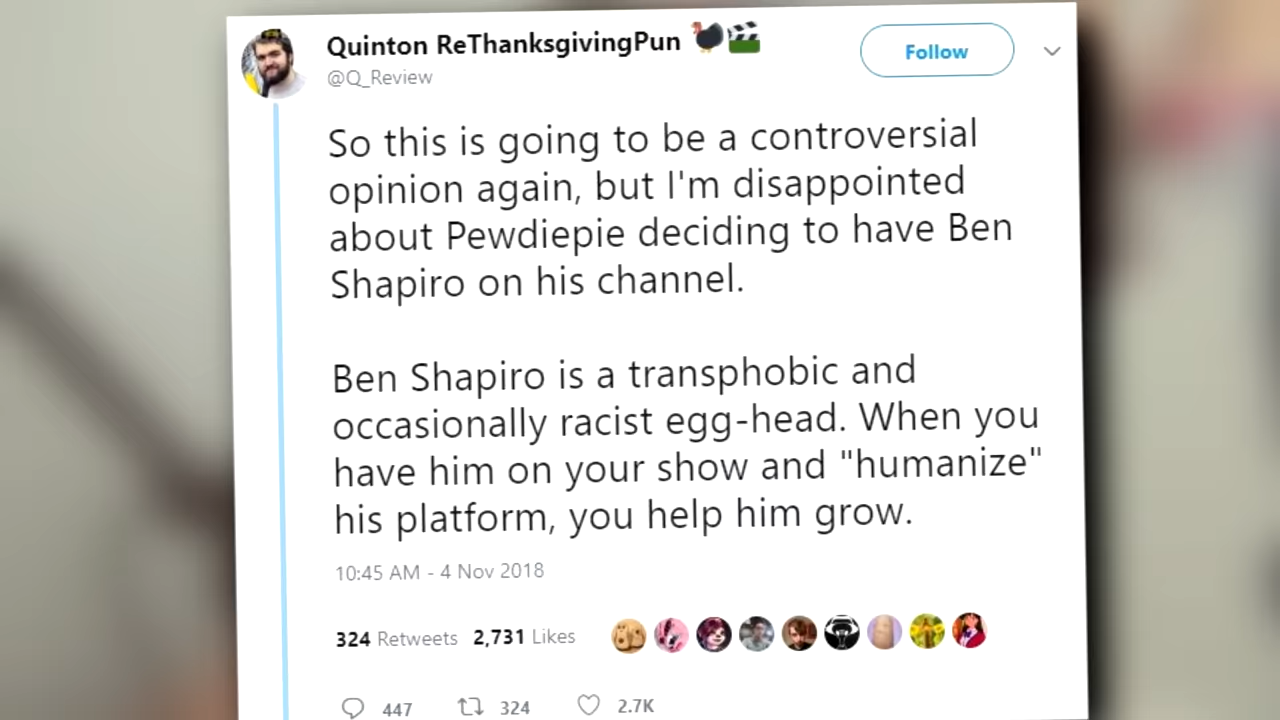 Quinton ReThanksgivingPun 🦃🎬
Follow
@Q_Review
So this is going to be a controversial
opinion again, but I'm disappointed
about Pewdiepie deciding to have Ben
Shapiro on his channel.
Ben Shapiro is a transphobic and
occasionally racist egg-head. When you
have him on your show and "humanize"
his platform, you help him grow.
10:45 AM - 4 Nov 2018
324 Retweets 2,731 Likes
447 324 2.7K